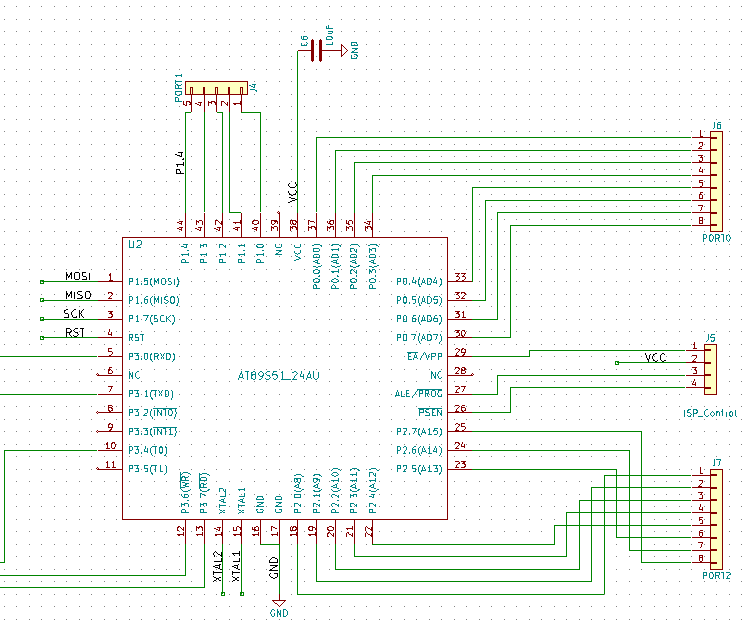 C6
10uF
GND
PORT1
J4
5 4 3 2 1
P1.4
VCC
44 43 42 41 40 39 38 37 36 35 34
U2
P1.4
P1.3
P1.2
P1.1
P1.0
NC
VCC
P0.0(AD0)
P0.1(AD1)
P0.2(AD2)
P0.3(AD3)
J6
1
2
3
4
5
6
7
8
PORT0
MOSI 1 P1.5(MOSI)
MISO 2 P1.6(MISO)
SCK 3 P1.7(SCK)
RST 4 RST
5 P3.0(RXD)
6 NC
7 P3.1(TXD)
8 P3.2(INT0)
9 P3.3(INT1)
10 P3.4(T0)
11 P3.5(TL)
AT89S51_24AU
P0.4(AD4) 33
P0.5(AD5) 32
P0.6(AD6) 31
P0.7(AD7) 30
EA/VPP 29
NC 28
ALE/PROG 27
PSEN 26
P2.7(A15) 25
P2.6(A14) 24
P2.5(A13) 23
J5
1
2
3
4
VCC
ISP_Control
P3.6(WR)
P3.7(RD)
XTAL2
XTAL1
GND
GND
P2.0(A8)
P2.1(A9)
P2.2(A10)
P2.3(A11)
P2.4(A12)
12 13 14 15 16 17 18 19 20 21 22
XTAL2
XTAL1
GND
GND
J7
1
2
3
4
5
6
7
8
PORT2